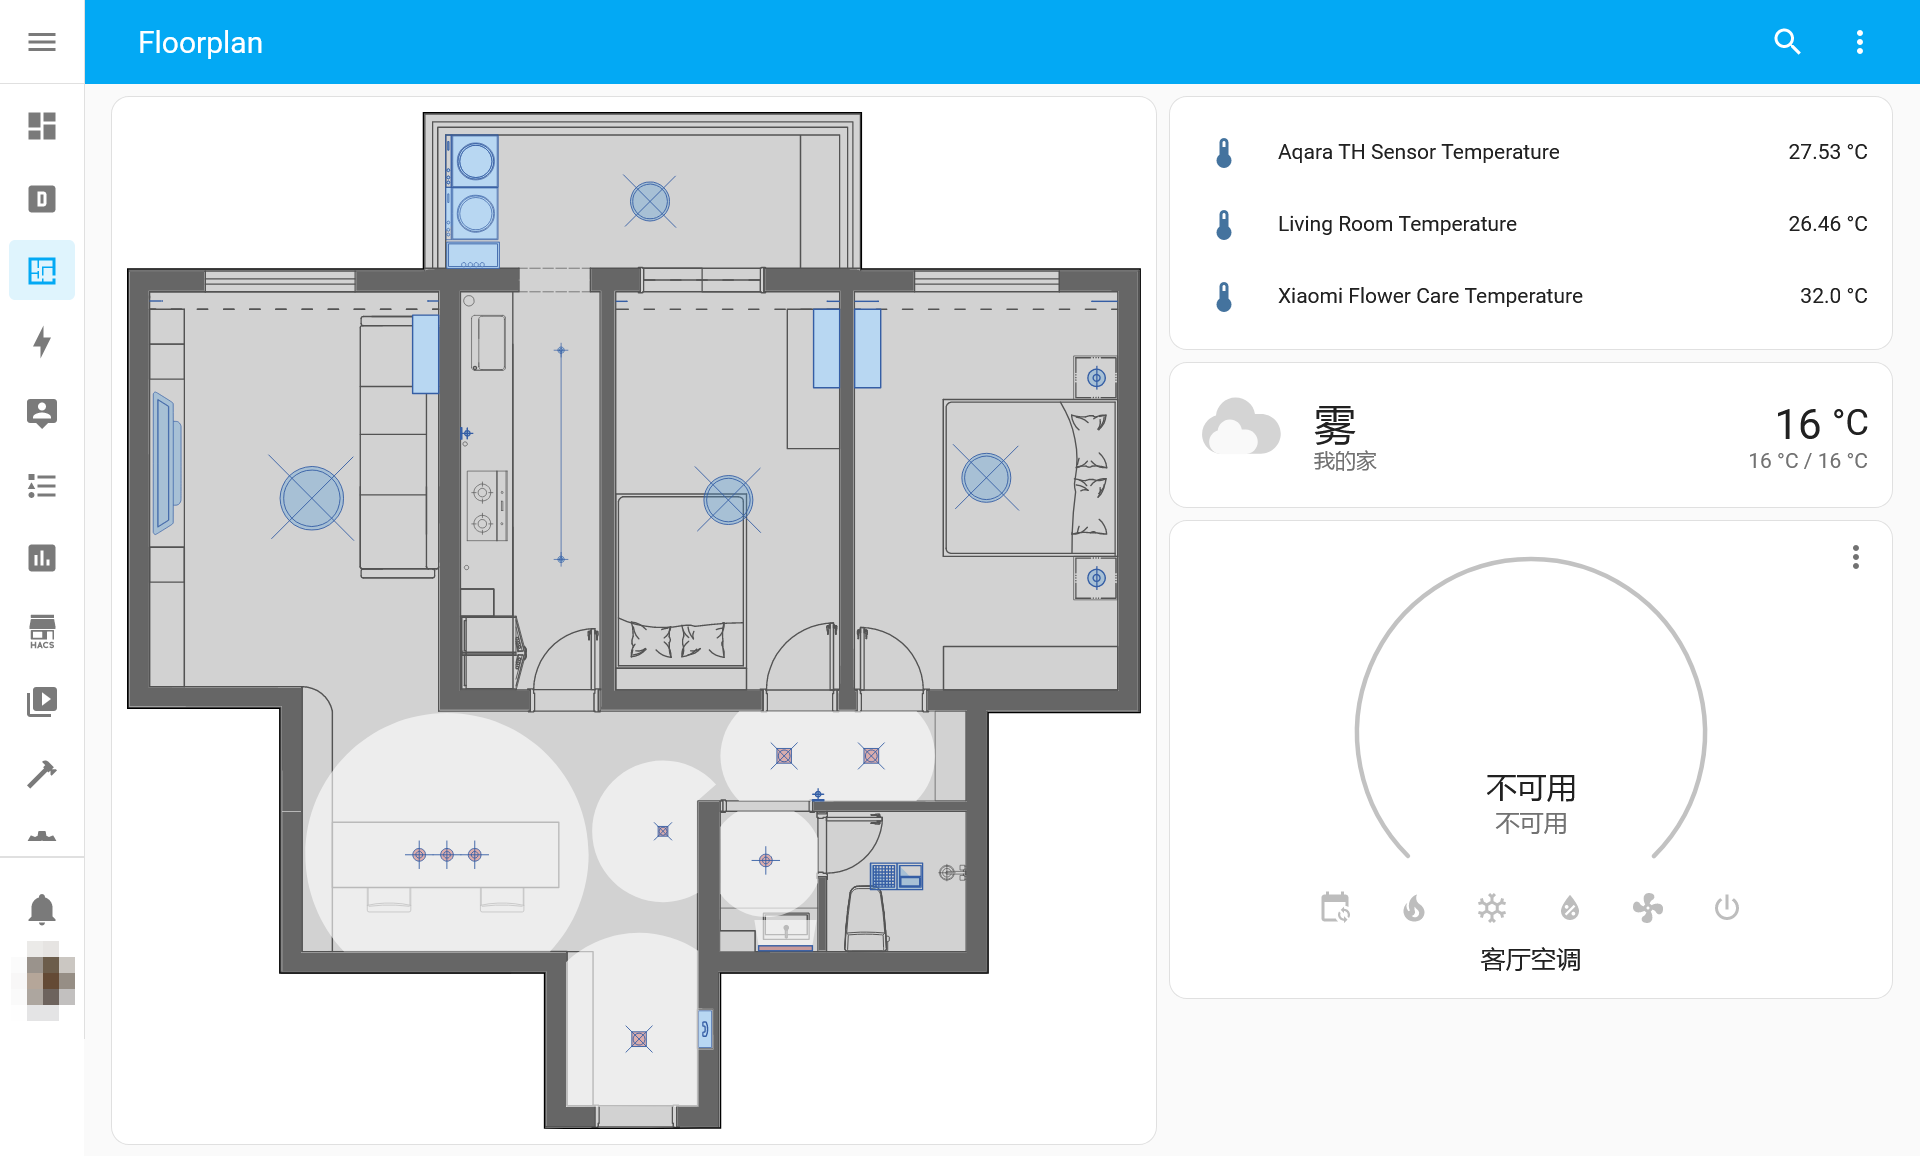 Floorplan
D
HACS
Aqara TH Sensor Temperature 27.53 °C
Living Room Temperature 26.46 °C
Xiaomi Flower Care Temperature 32.0 °C
雾 16 °C
我的家 16 °C / 16 °C
不可用
不可用
客厅空调